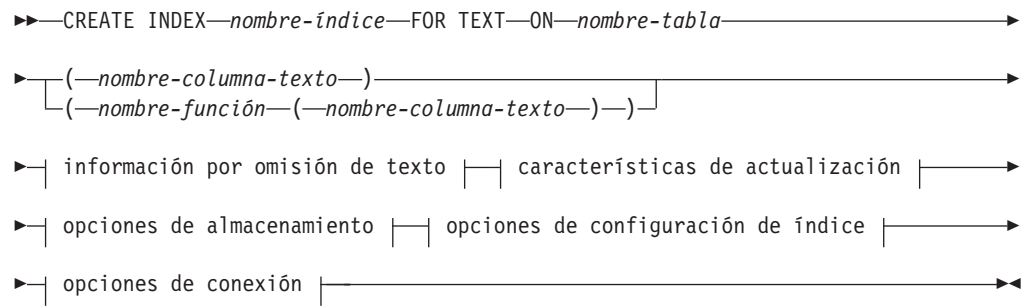 CREATE INDEX nombre-índice FOR TEXT ON nombre-tabla
( nombre-columna-texto )
( nombre-función ( nombre-columna-texto ) )
información por omisión de texto características de actualización
opciones de almacenamiento opciones de configuración de índice
opciones de conexión